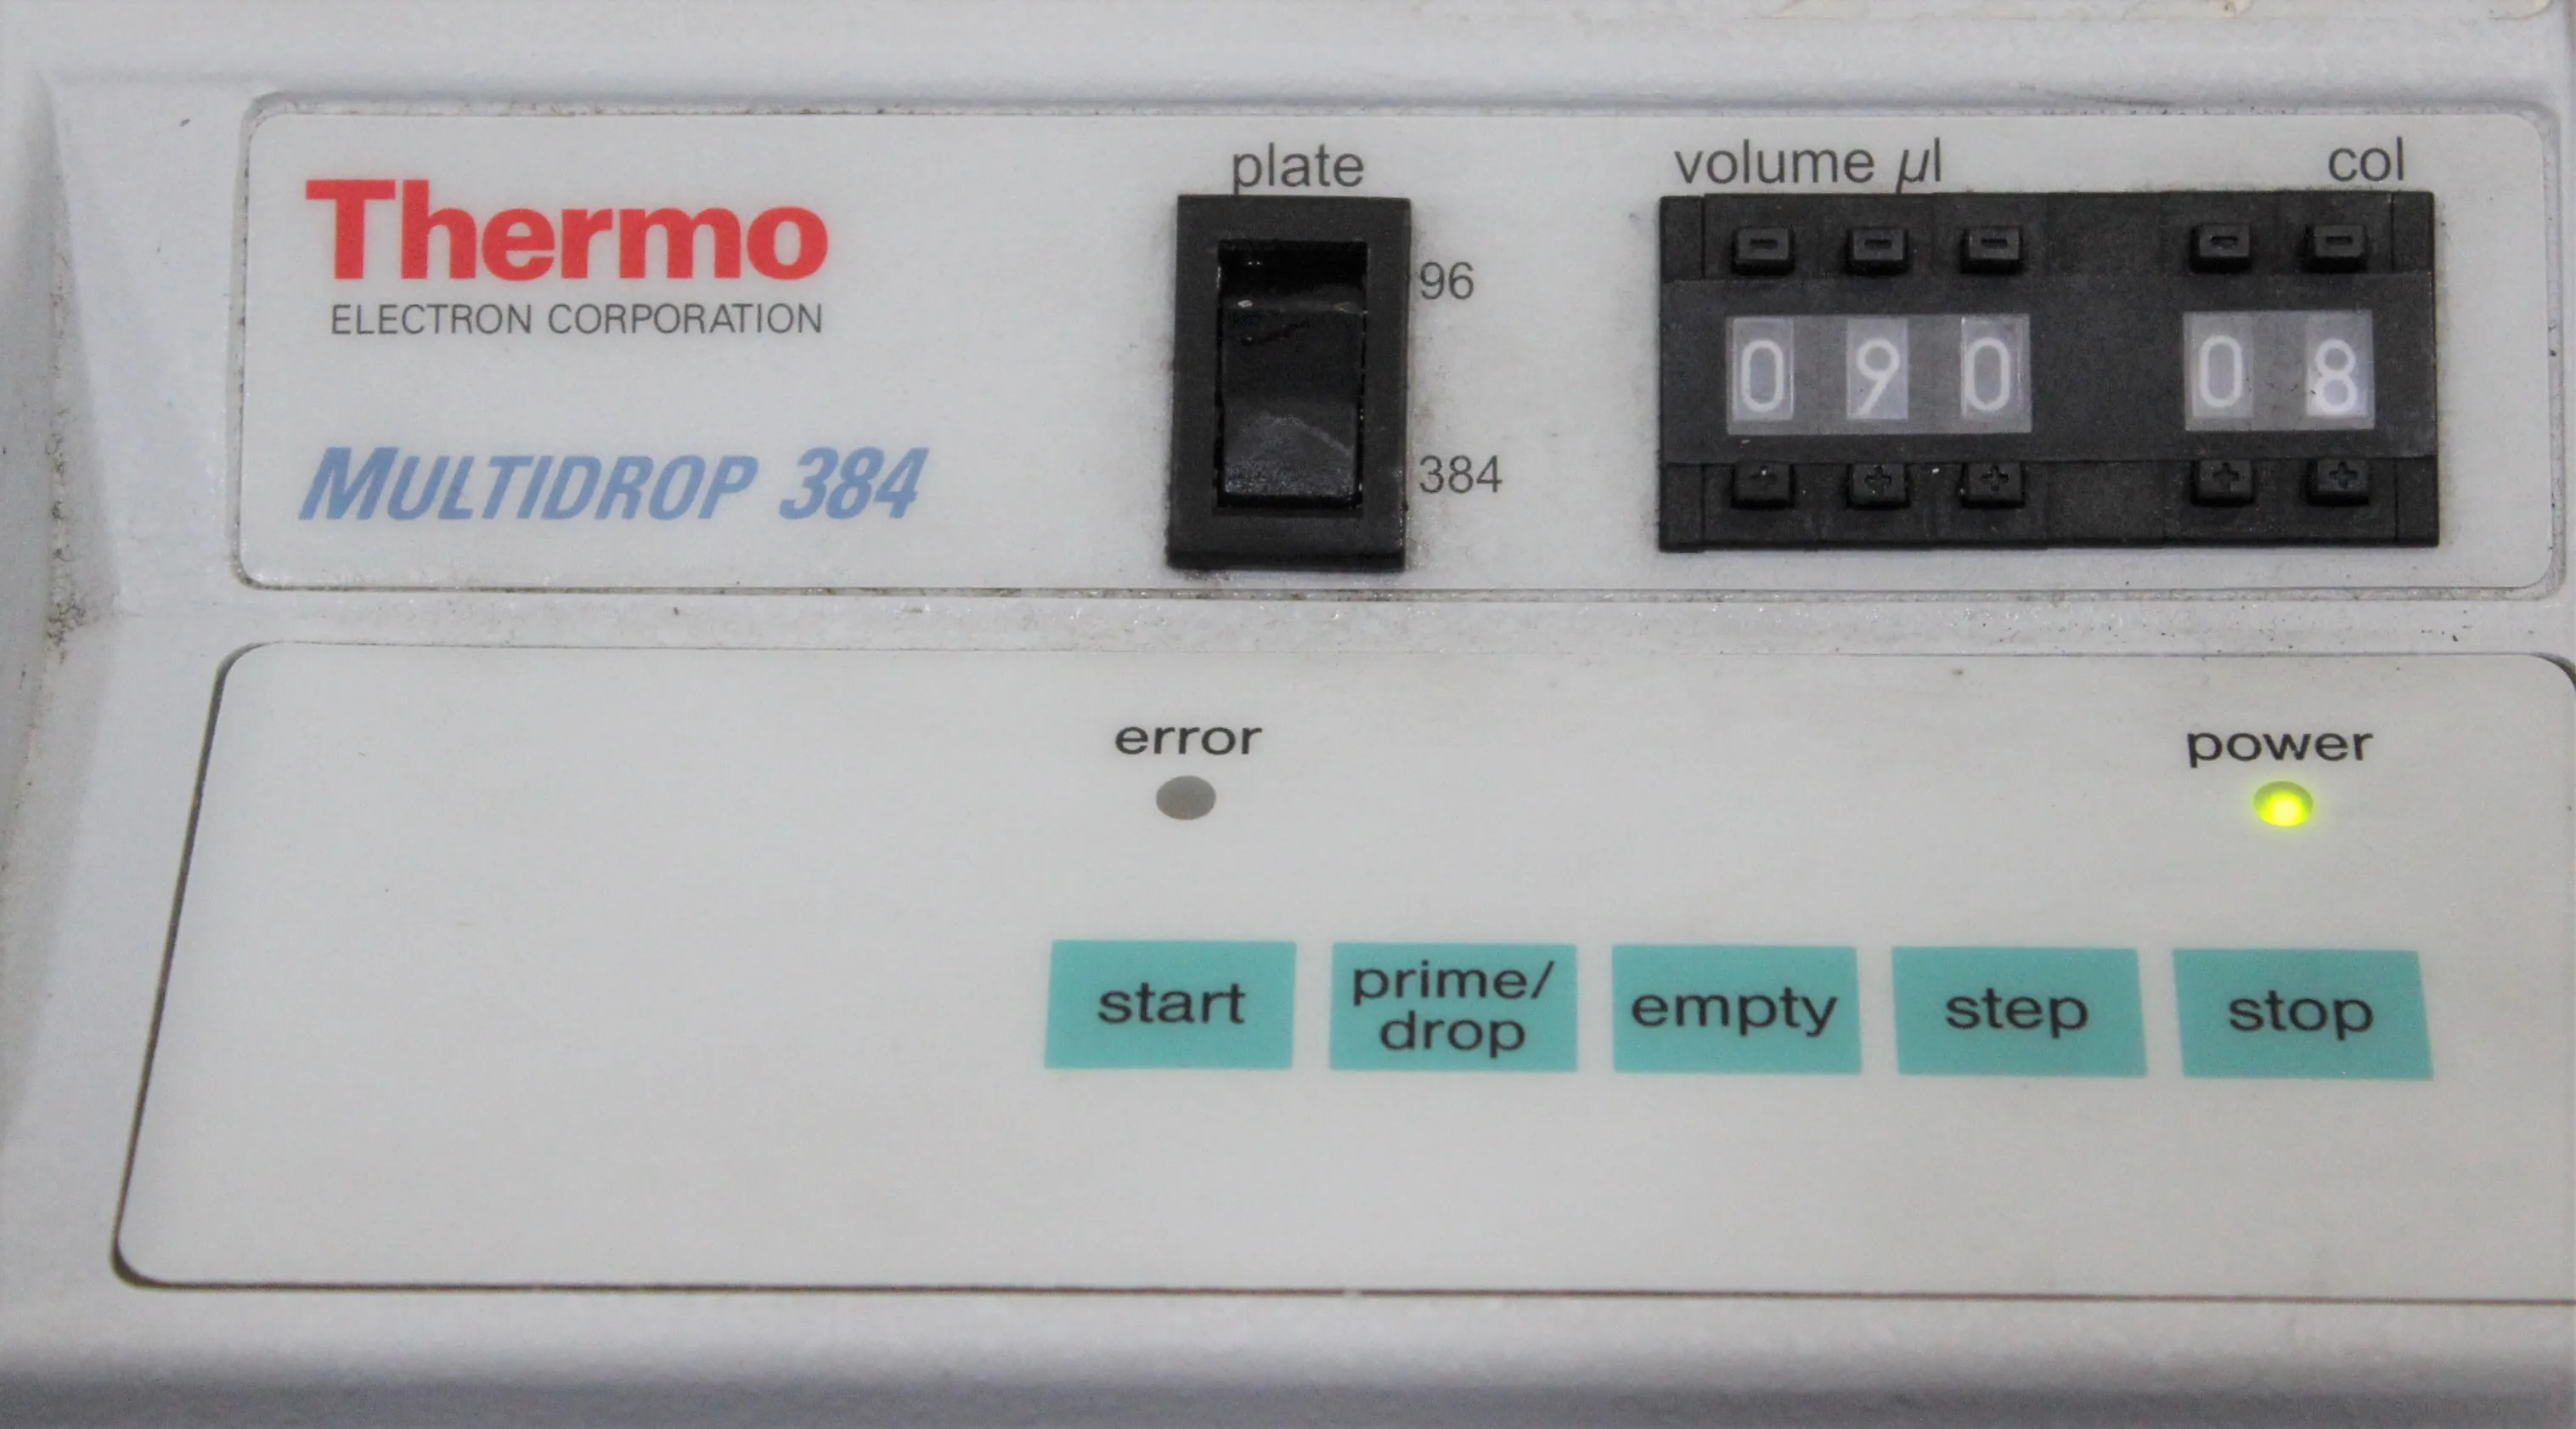 Thermo
ELECTRON CORPORATION
MULTIDROP 384
plate
96
384
volume µl
col
0 9 0
0 8
error
power
start
prime/
drop
empty
step
stop